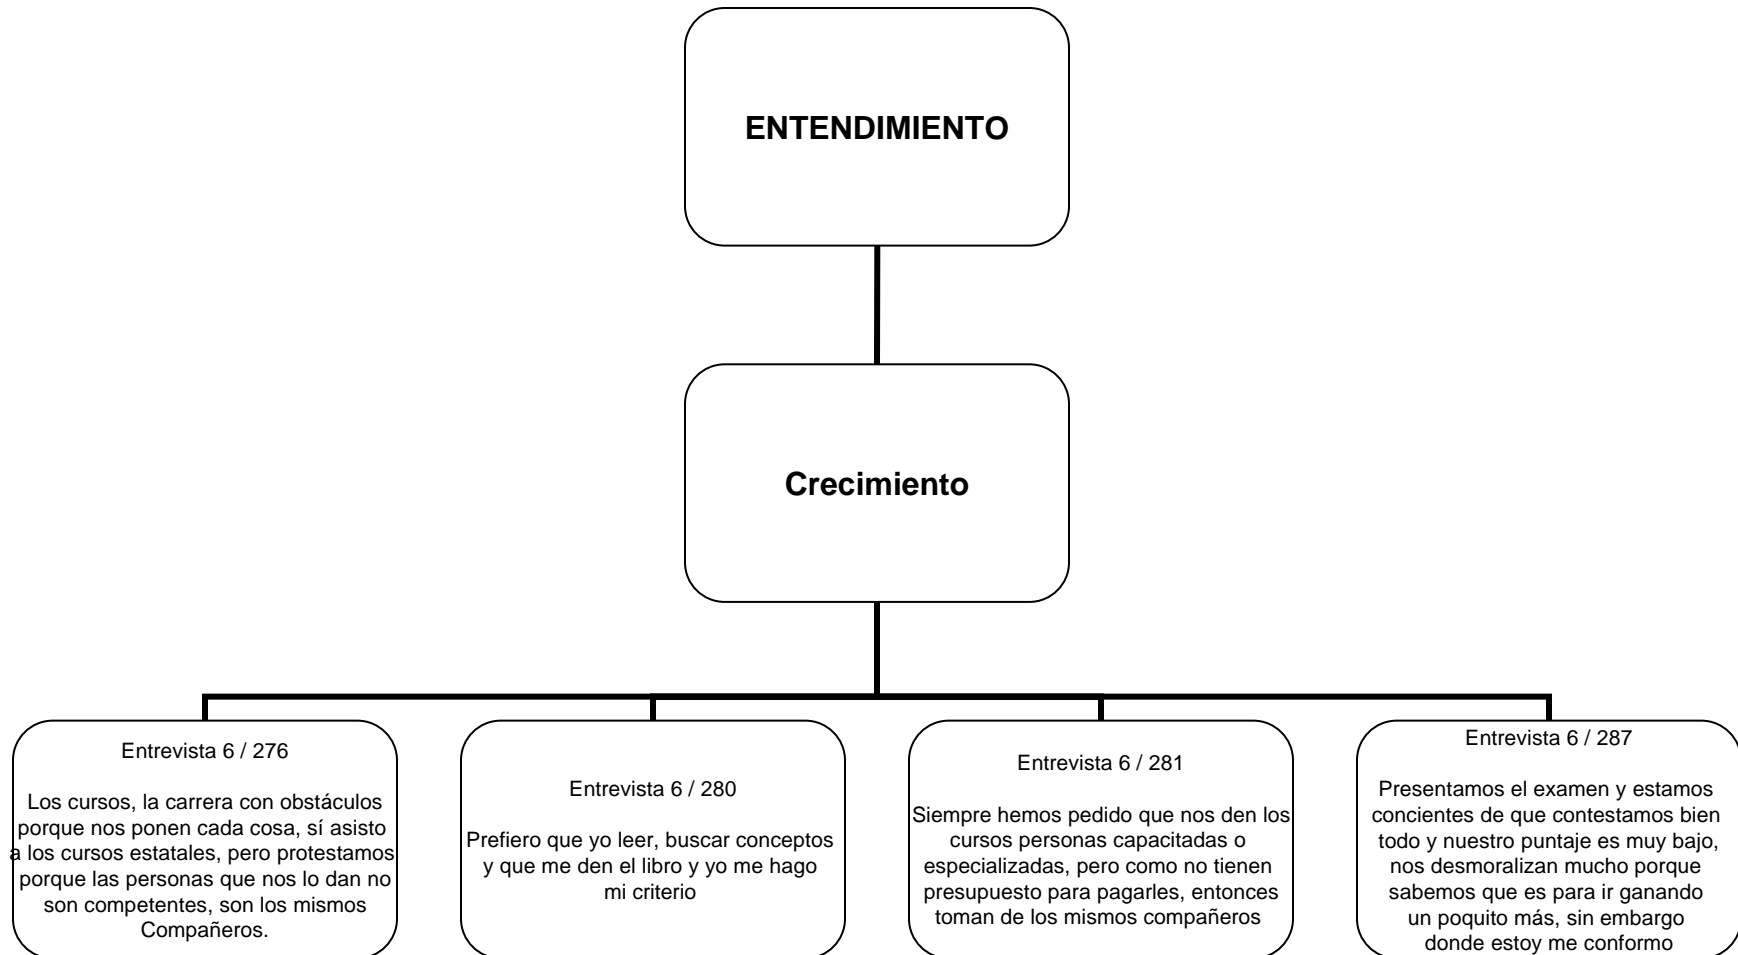 ENTENDIMIENTO
Crecimiento
Entrevista 6 / 276
Los cursos, la carrera con obstáculos
porque nos ponen cada cosa, sí asisto
a los cursos estatales, pero protestamos
porque las personas que nos lo dan no
son competentes, son los mismos
Compañeros.
Entrevista 6 / 280
Prefiero que yo leer, buscar conceptos
y que me den el libro y yo me hago
mi criterio
Entrevista 6 / 281
Siempre hemos pedido que nos den los
cursos personas capacitadas o
especializadas, pero como no tienen
presupuesto para pagarles, entonces
toman de los mismos compañeros
Entrevista 6 / 287
Presentamos el examen y estamos
concientes de que contestamos bien
todo y nuestro puntaje es muy bajo,
nos desmoralizan mucho porque
sabemos que es para ir ganando
un poquito más, sin embargo
donde estoy me conformo